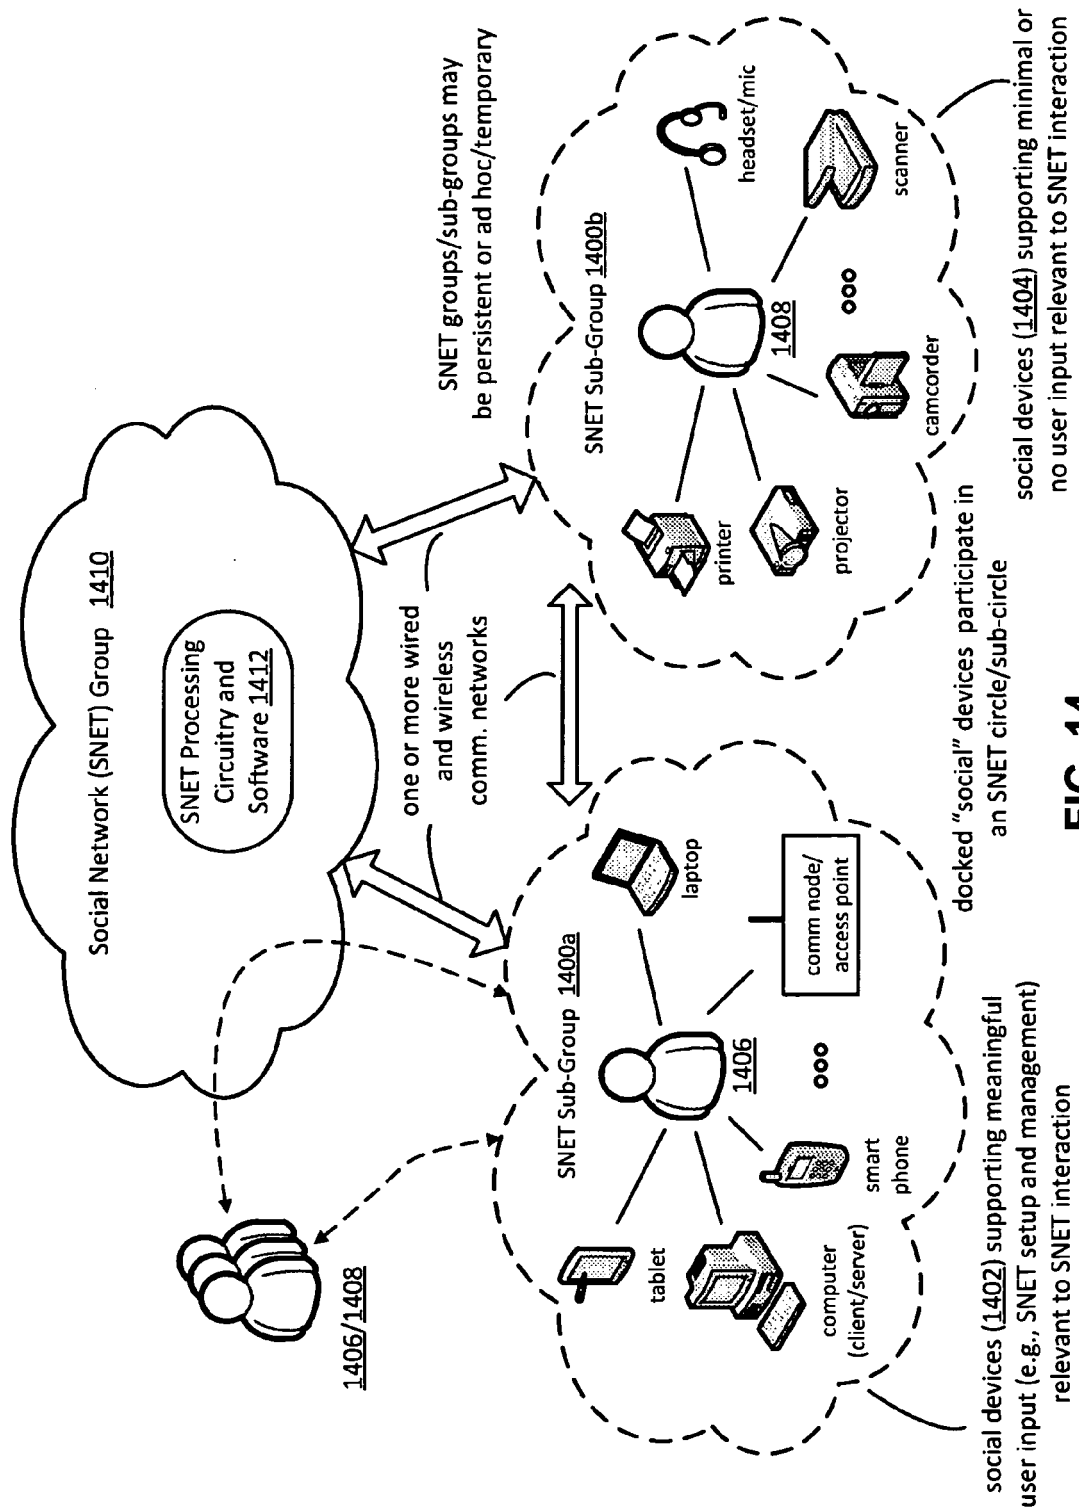 Social Network (SNET) Group 1410
SNET Processing
Circuitry and
Software 1412
1406/1408
one or more wired
and wireless
comm. networks
SNET groups/sub-groups may
be persistent or ad hoc/temporary
SNET Sub-Group 1400a
tablet
computer
(client/server)
smart
phone
1406
laptop
comm node/
access point
SNET Sub-Group 1400b
printer
projector
1408
camcorder
headset/mic
scanner
social devices (1402) supporting meaningful
user input (e.g., SNET setup and management)
relevant to SNET interaction
docked "social" devices participate in
an SNET circle/sub-circle
social devices (1404) supporting minimal or
no user input relevant to SNET interaction
FIG. 14